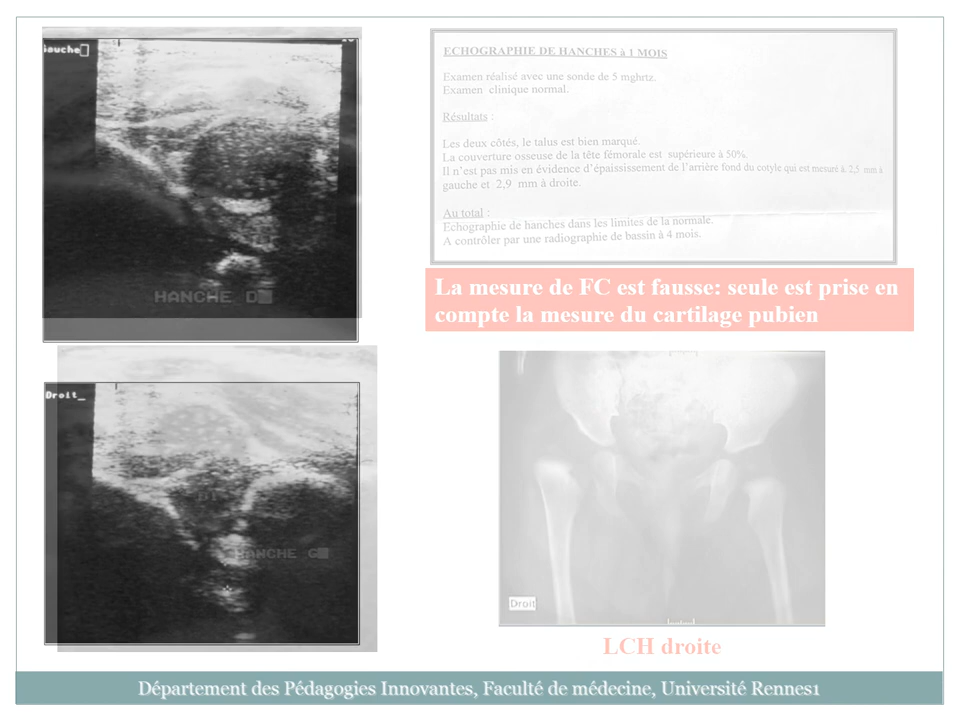 Gauche
HANCHE D
Droit_
HANCHE G
ECHOGRAPHIE DE HANCHES à 1 MOIS
Examen réalisé avec une sonde de 5 mghrtz.
Examen clinique normal.
Résultats :
Les deux côtés, le talus est bien marqué.
La couverture osseuse de la tête fémorale est supérieure à 50%.
Il n'est pas mis en évidence d'épaississement de l'arrière fond du cotyle qui est mesuré à 2,5 mm à
gauche et 2,9 mm à droite.
Au total :
Echographie de hanches dans les limites de la normale.
A contrôler par une radiographie de bassin à 4 mois.
La mesure de FC est fausse: seule est prise en
compte la mesure du cartilage pubien
Droit
LCH droite
Département des Pédagogies Innovantes, Faculté de médecine, Université Rennes1